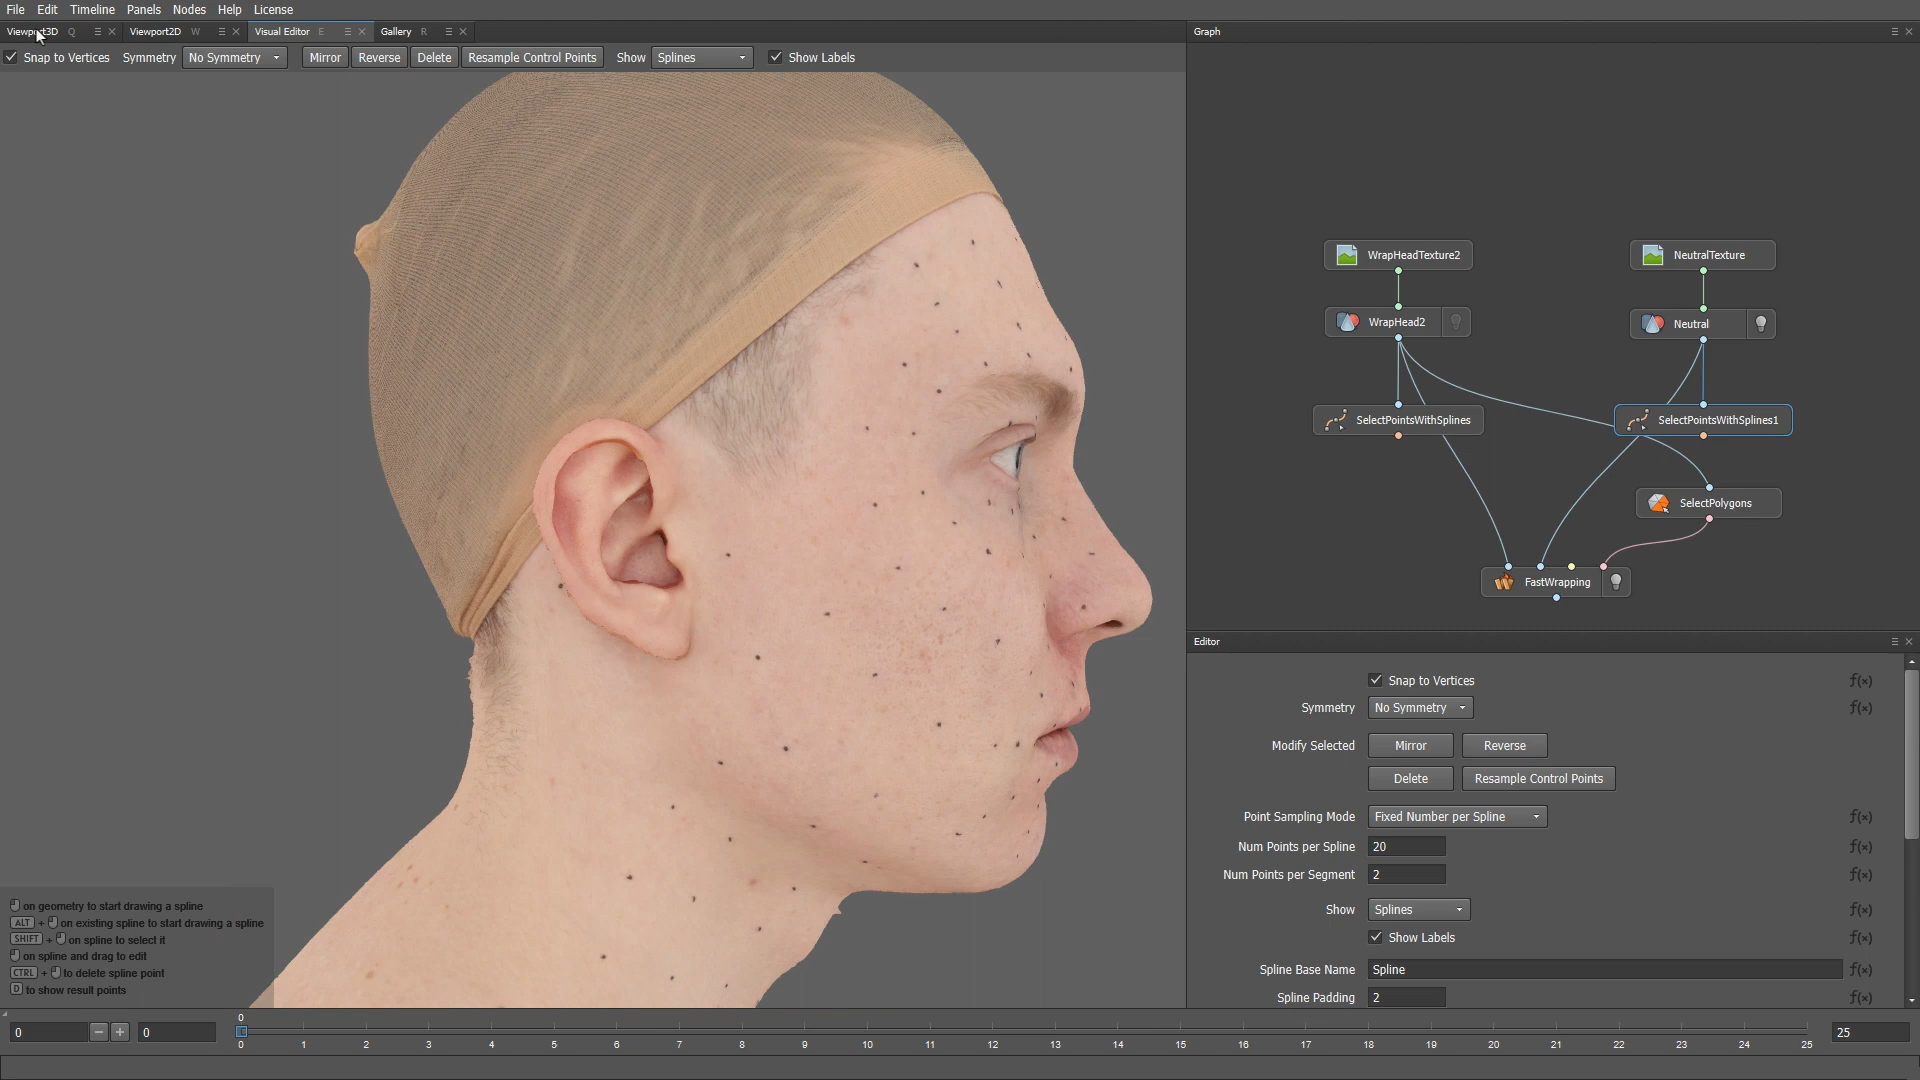 File Edit Timeline Panels Nodes Help License
Viewport3D Q Viewport2D W Visual Editor E Gallery R Graph
Snap to Vertices Symmetry No Symmetry Mirror Reverse Delete Resample Control Points Show Splines Show Labels
WrapHeadTexture2 NeutralTexture
WrapHead2 Neutral
SelectPointsWithSplines SelectPointsWithSplines1
SelectPolygons
FastWrapping
Editor
Snap to Vertices f(x)
Symmetry No Symmetry f(x)
Modify Selected Mirror Reverse
Delete Resample Control Points
Point Sampling Mode Fixed Number per Spline f(x)
Num Points per Spline 20 f(x)
Num Points per Segment 2 f(x)
Show Splines f(x)
Show Labels f(x)
Spline Base Name Spline f(x)
Spline Padding 2 f(x)
on geometry to start drawing a spline
ALT + on existing spline to start drawing a spline
SHIFT + on spline to select it
on spline and drag to edit
CTRL + to delete spline point
D to show result points
0
0 − + 0 25
0 1 2 3 4 5 6 7 8 9 10 11 12 13 14 15 16 17 18 19 20 21 22 23 24 25